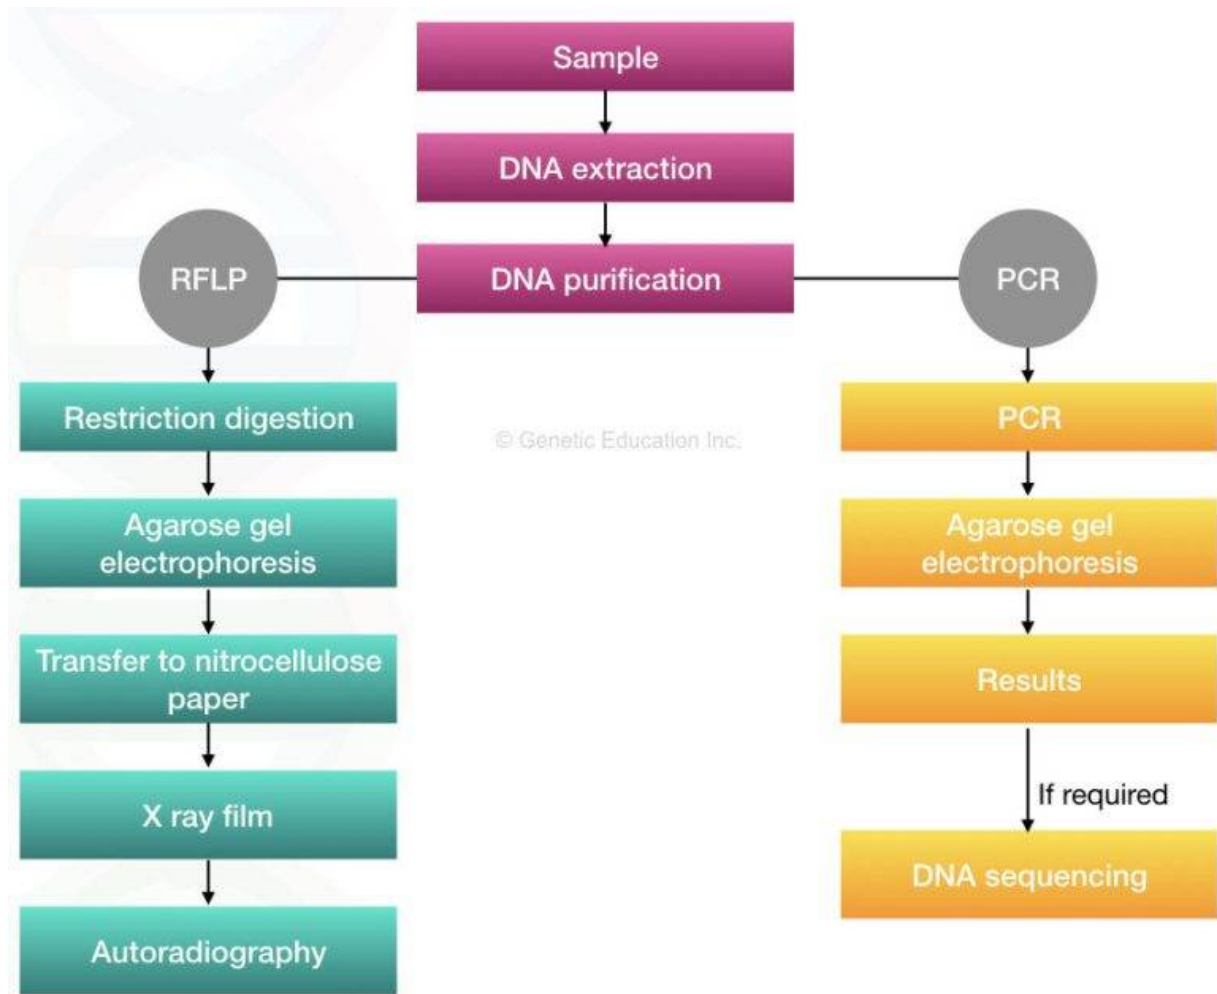 Sample
DNA extraction
RFLP
DNA purification
PCR
Restriction digestion
Agarose gel
electrophoresis
Transfer to nitrocellulose
paper
X ray film
Autoradiography
© Genetic Education Inc.
PCR
Agarose gel
electrophoresis
Results
If required
DNA sequencing